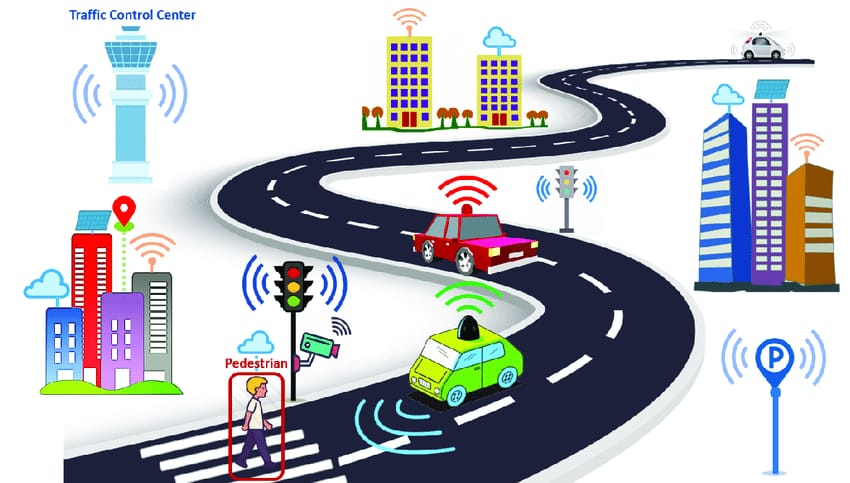 Traffic Control Center
Pedestrian
P